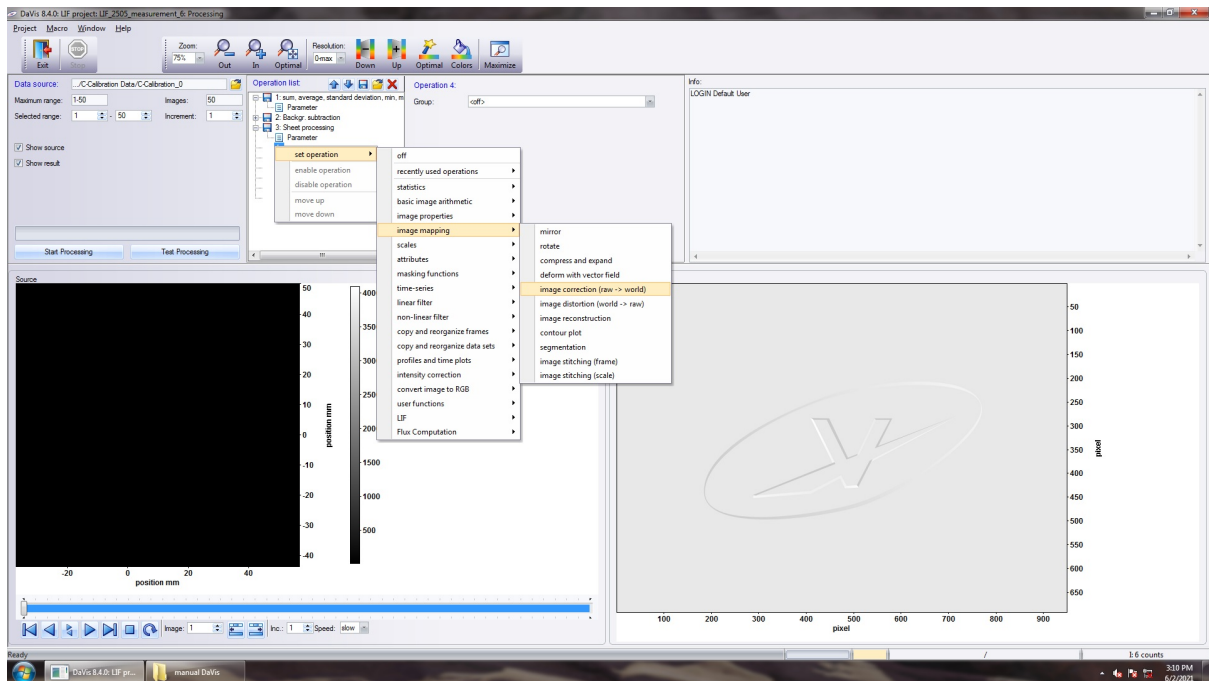 DaVis 8.4.0: LIF project: LIF_2505_measurement_6: Processing
Project Macro Window Help
Exit
STOP
Zoom:
75%
Out
In
Optimal
Resolution:
0-max
Down
Up
Optimal
Colors
Maximize
Data source: .../C-Calibration Data/C-Calibration_0
Maximum range: 1-50 Images: 50
Selected range: 1 - 50 Increment: 1
Show source
Show result
Start Processing Test Processing
Operation list:
1: sum, average, standard deviation, min, m
Parameter
2: Backgr. subtraction
3: Sheet processing
Parameter
Operation 4:
Group: <off>
Info:
LOGIN Default User
set operation
enable operation
disable operation
move up
move down
off
recently used operations
statistics
basic image arithmetic
image properties
image mapping
scales
attributes
masking functions
time-series
linear filter
non-linear filter
copy and reorganize frames
copy and reorganize data sets
profiles and time plots
intensity correction
convert image to RGB
user functions
LIF
Flux Computation
mirror
rotate
compress and expand
deform with vector field
image correction (raw -> world)
image distortion (world -> raw)
image reconstruction
contour plot
segmentation
image stitching (frame)
image stitching (scale)
Source
50
40
30
20
10
0
-10
-20
-30
-40
position mm
-20 0 20 40
position mm
1500
1000
500
50
100
150
200
250
300
350
400
450
500
550
600
650
pixel
100 200 300 400 500 600 700 800 900
pixel
Image: 1 Inc.: 1 Speed: slow
Ready
/
I: 6 counts
DaVis 8.4.0: LIF pr...
manual DaVis
3:10 PM
6/2/2021